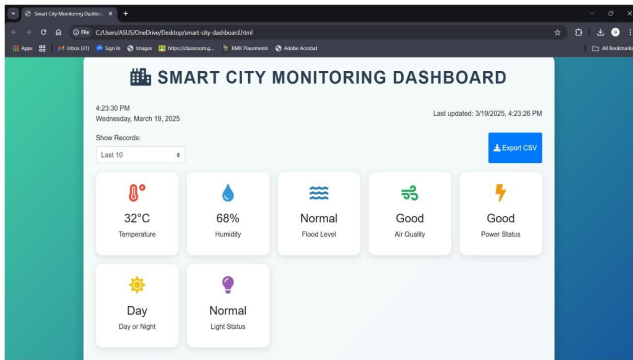 Smart City Monitoring Dashbo
File C:/Users/ASUS/OneDrive/Desktop/smart-city-dashboard.html
Apps Inbox (31) Sign In Images https://classroom.g... RMK Placements Adobe Acrobat All Bookmarks
SMART CITY MONITORING DASHBOARD
4:23:30 PM
Wednesday, March 19, 2025
Last updated: 3/19/2025, 4:23:26 PM
Show Records:
Last 10
Export CSV
32°C
Temperature
68%
Humidity
Normal
Flood Level
Good
Air Quality
Good
Power Status
Day
Day or Night
Normal
Light Status